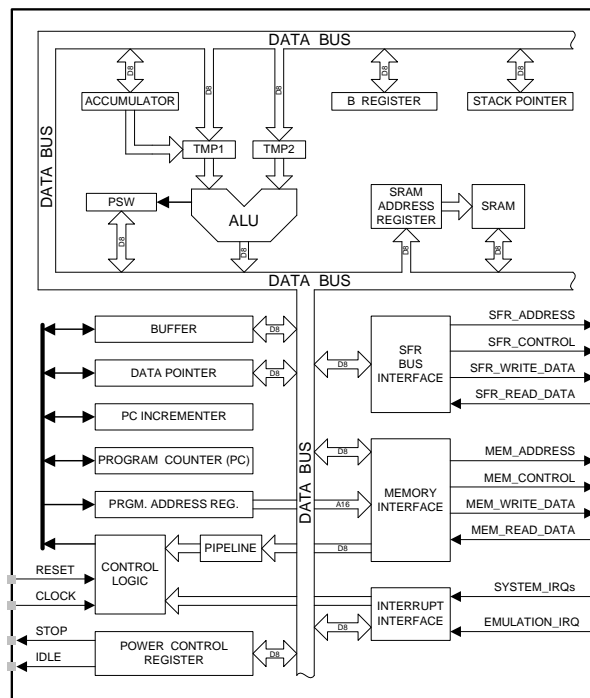 DATA BUS
D8
D8
D8
D8
D8
ACCUMULATOR
B REGISTER
STACK POINTER
DATA BUS
TMP1
TMP2
PSW
ALU
SRAM
ADDRESS
REGISTER
SRAM
D8
D8
D8
D8
DATA BUS
BUFFER
D8
DATA POINTER
D8
PC INCREMENTER
PROGRAM COUNTER (PC)
PRGM. ADDRESS REG.
A16
DATA BUS
D8
SFR
BUS
INTERFACE
SFR_ADDRESS
SFR_CONTROL
SFR_WRITE_DATA
SFR_READ_DATA
D8
MEMORY
INTERFACE
MEM_ADDRESS
MEM_CONTROL
MEM_WRITE_DATA
MEM_READ_DATA
CONTROL
LOGIC
PIPELINE
D8
RESET
CLOCK
INTERRUPT
INTERFACE
SYSTEM_IRQs
EMULATION_IRQ
D8
STOP
IDLE
POWER CONTROL
REGISTER
D8